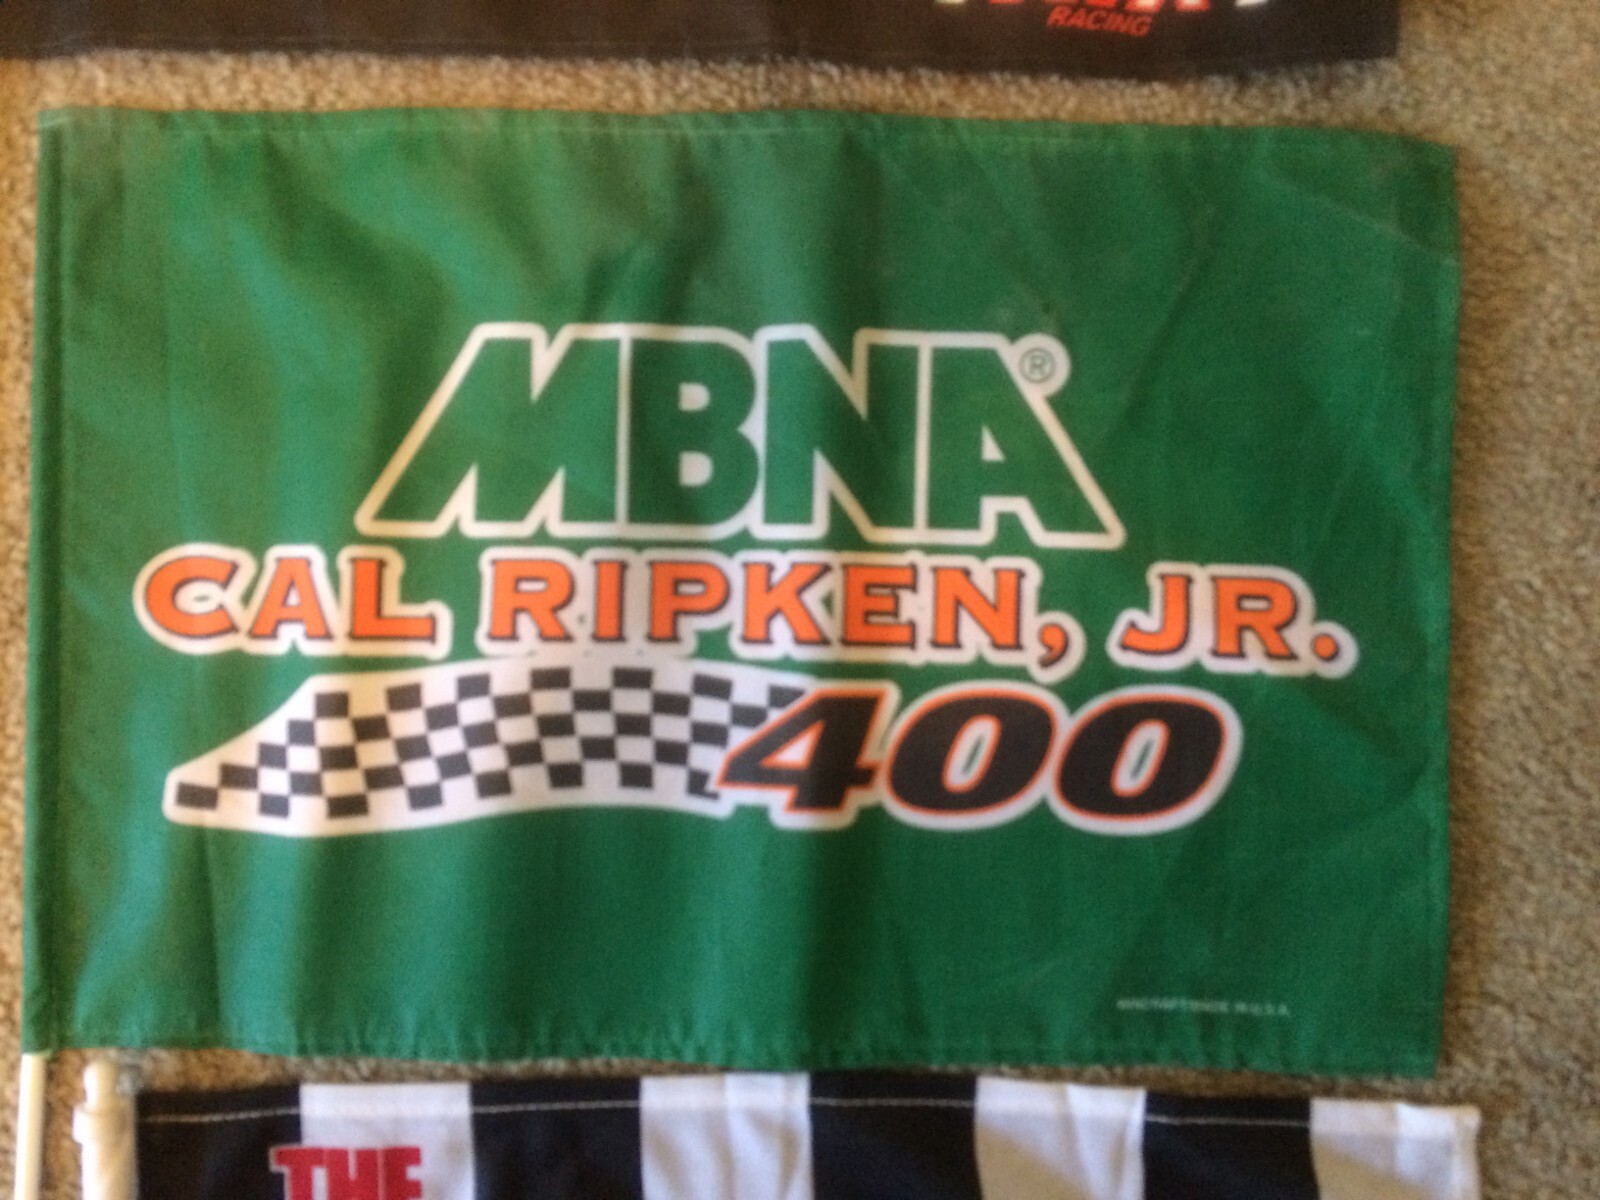 RACING
MBNA®
CAL RIPKEN, JR.
400
THE